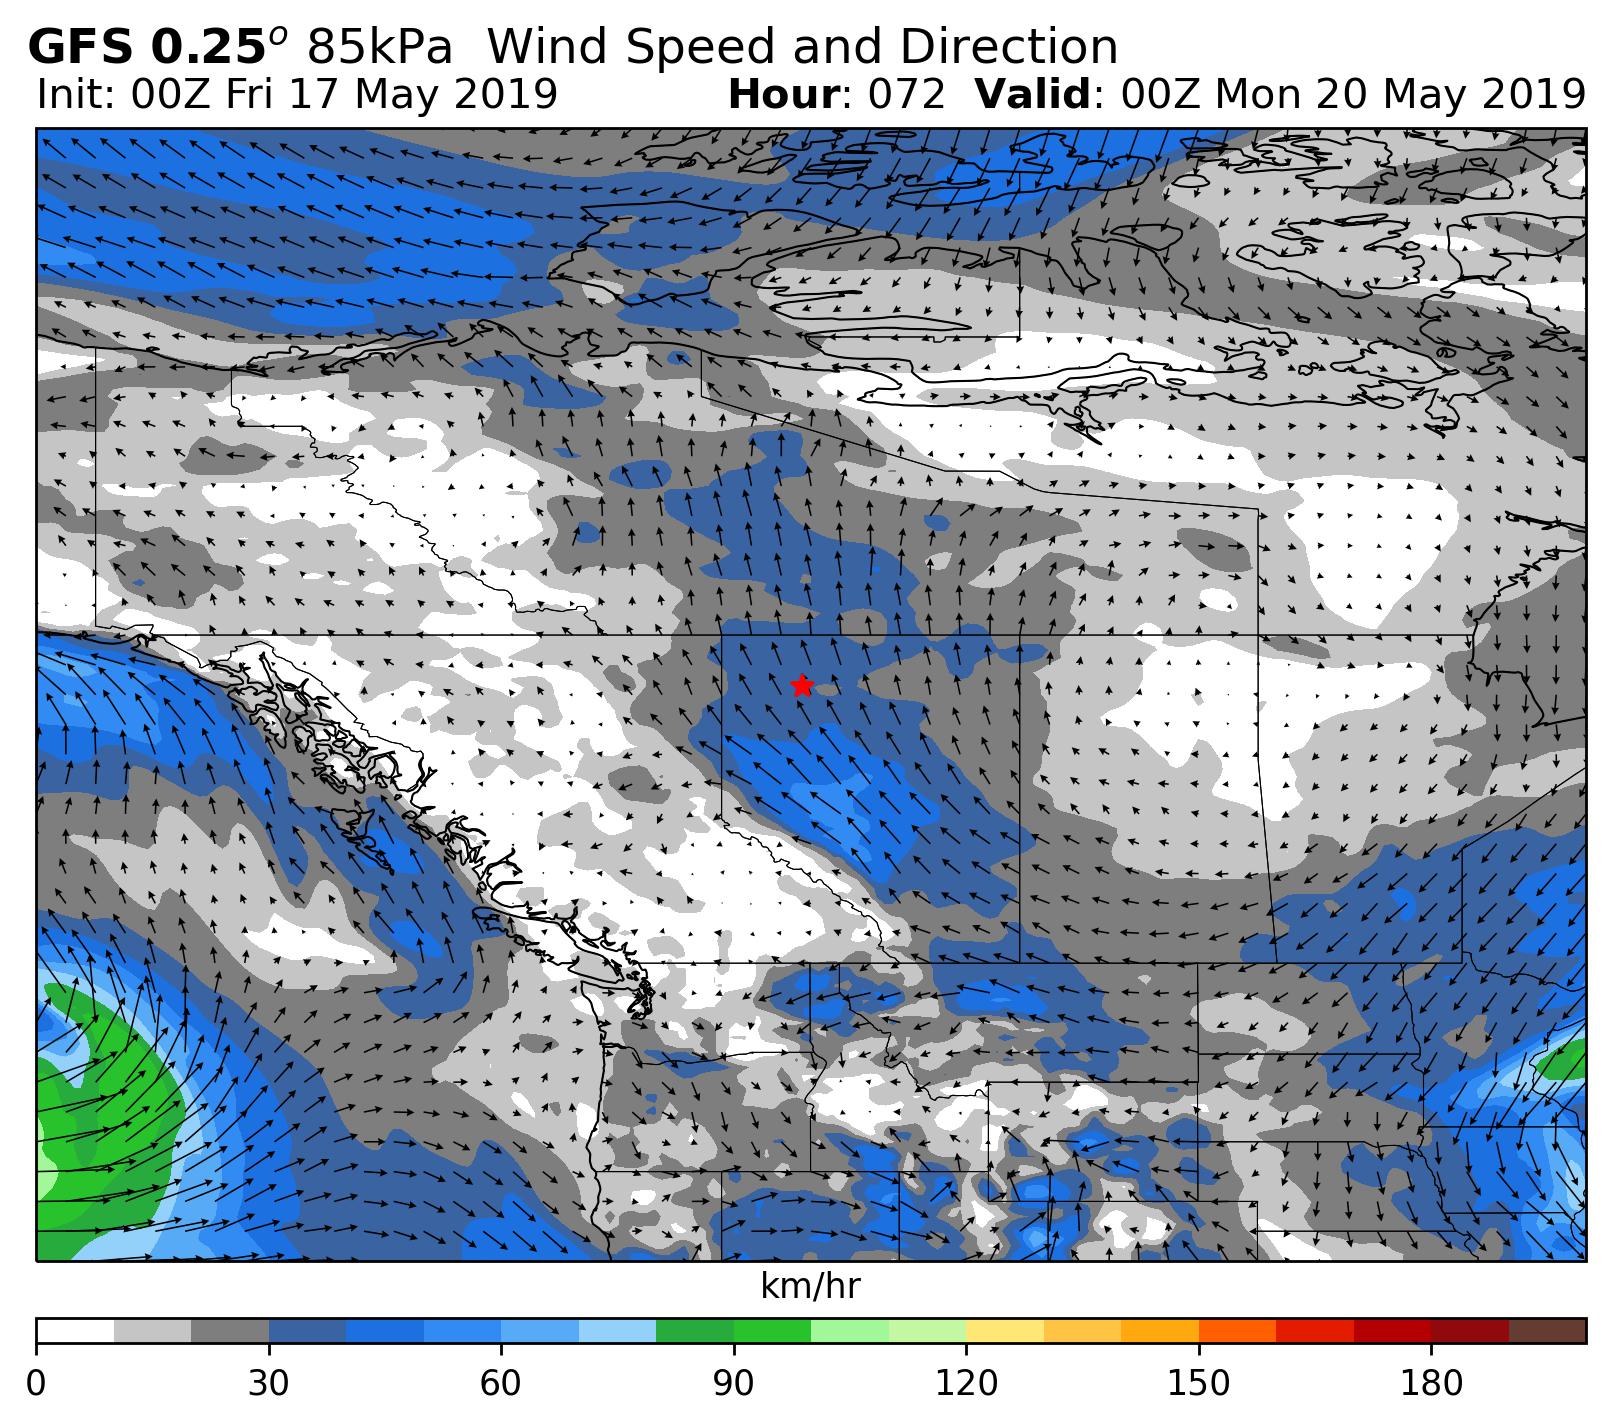 GFS 0.25° 85kPa Wind Speed and Direction
Init: 00Z Fri 17 May 2019 Hour: 072 Valid: 00Z Mon 20 May 2019
km/hr
0 30 60 90 120 150 180